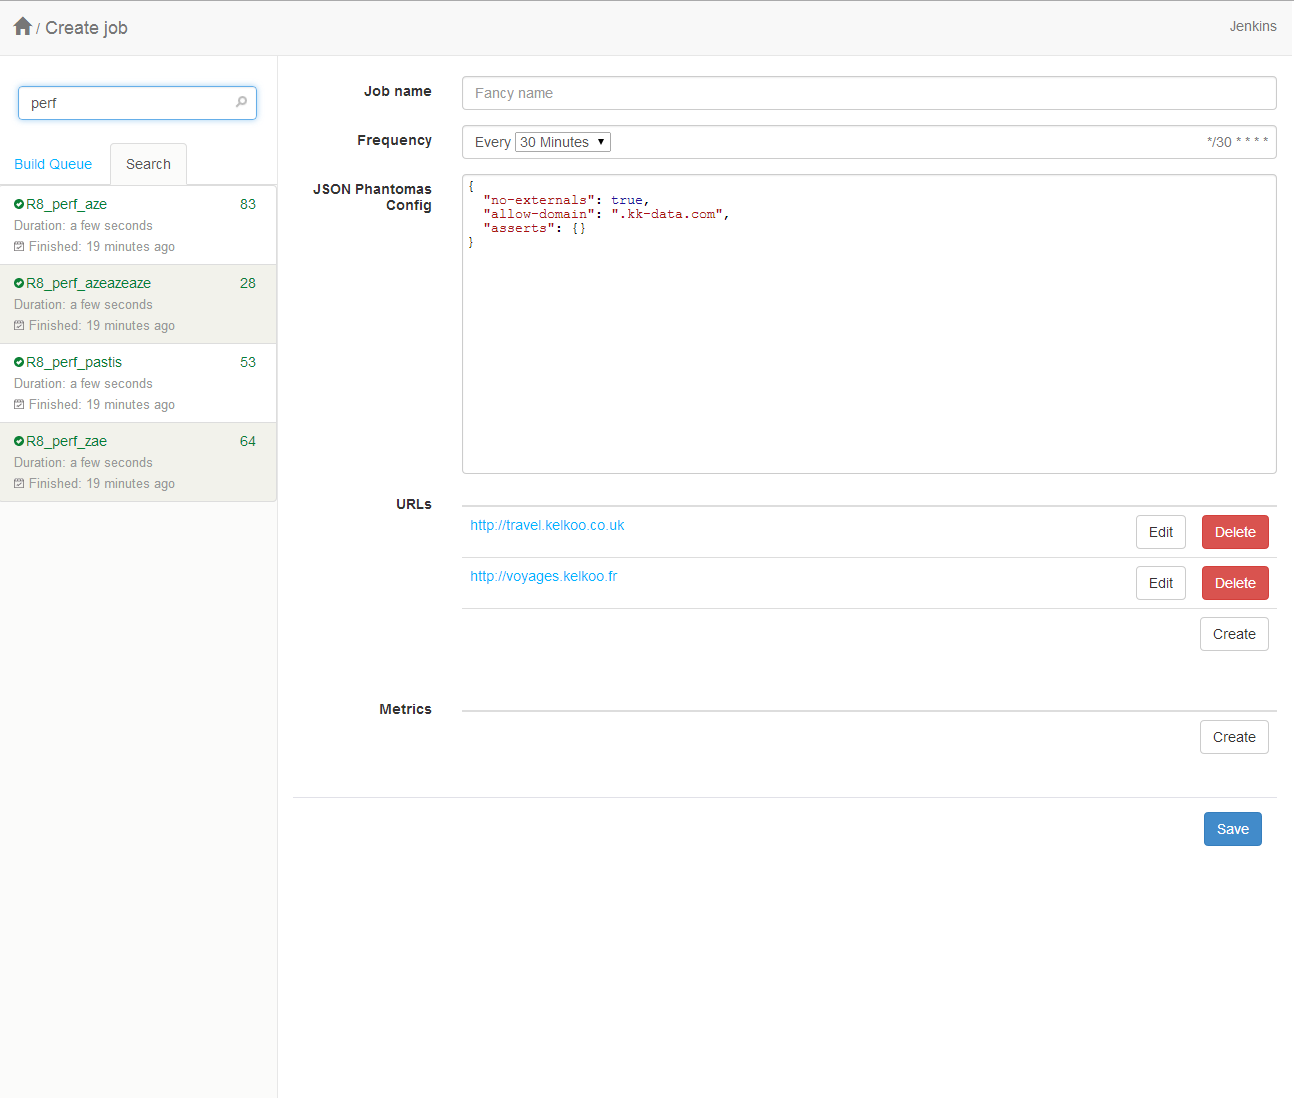 / Create job
Jenkins
perf
Build Queue
Search
R8_perf_aze 83
Duration: a few seconds
Finished: 19 minutes ago
R8_perf_azeazeaze 28
Duration: a few seconds
Finished: 19 minutes ago
R8_perf_pastis 53
Duration: a few seconds
Finished: 19 minutes ago
R8_perf_zae 64
Duration: a few seconds
Finished: 19 minutes ago
Job name
Fancy name
Frequency
Every 30 Minutes
*/30 * * * *
JSON Phantomas
Config
{
"no-externals": true,
"allow-domain": ".kk-data.com",
"asserts": {}
}
URLs
http://travel.kelkoo.co.uk
Edit
Delete
http://voyages.kelkoo.fr
Edit
Delete
Create
Metrics
Create
Save